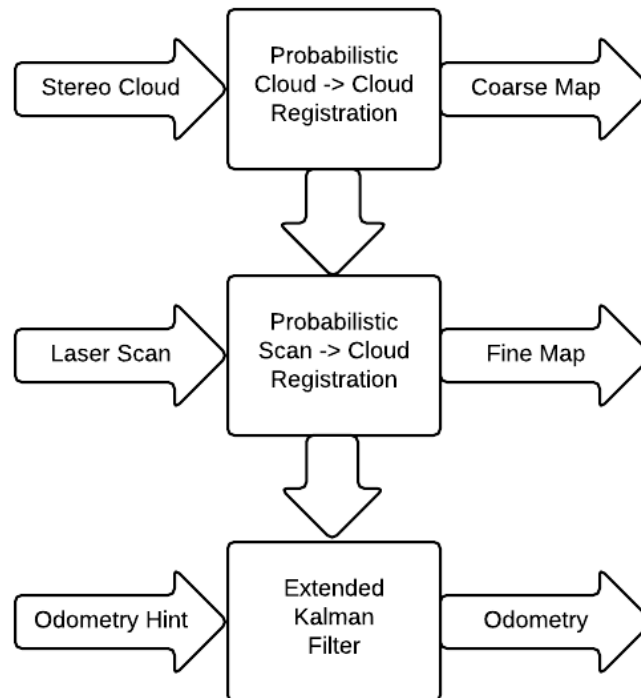 Stereo Cloud
Probabilistic
Cloud -> Cloud
Registration
Coarse Map
Laser Scan
Probabilistic
Scan -> Cloud
Registration
Fine Map
Odometry Hint
Extended
Kalman
Filter
Odometry